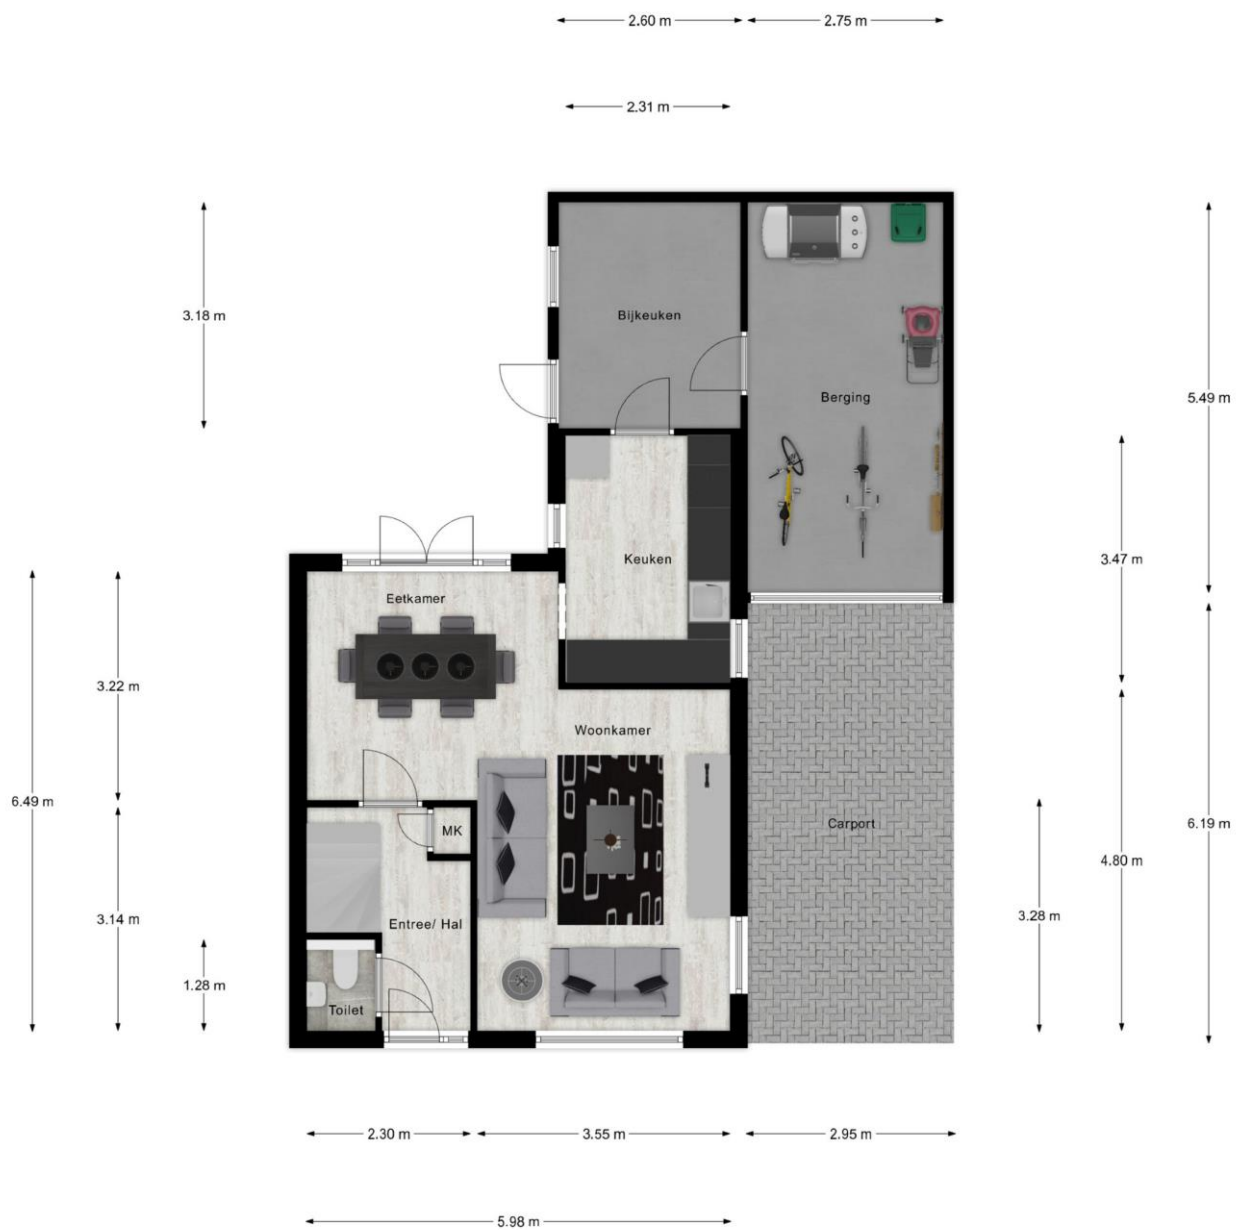 2.60 m 2.75 m
2.31 m
3.18 m
Bijkeuken
Berging
5.49 m
Keuken
3.47 m
Eetkamer
3.22 m
Woonkamer
6.49 m
MK
Carport
6.19 m
4.80 m
3.14 m
Entree/ Hal
3.28 m
1.28 m
Toilet
2.30 m 3.55 m 2.95 m
5.98 m